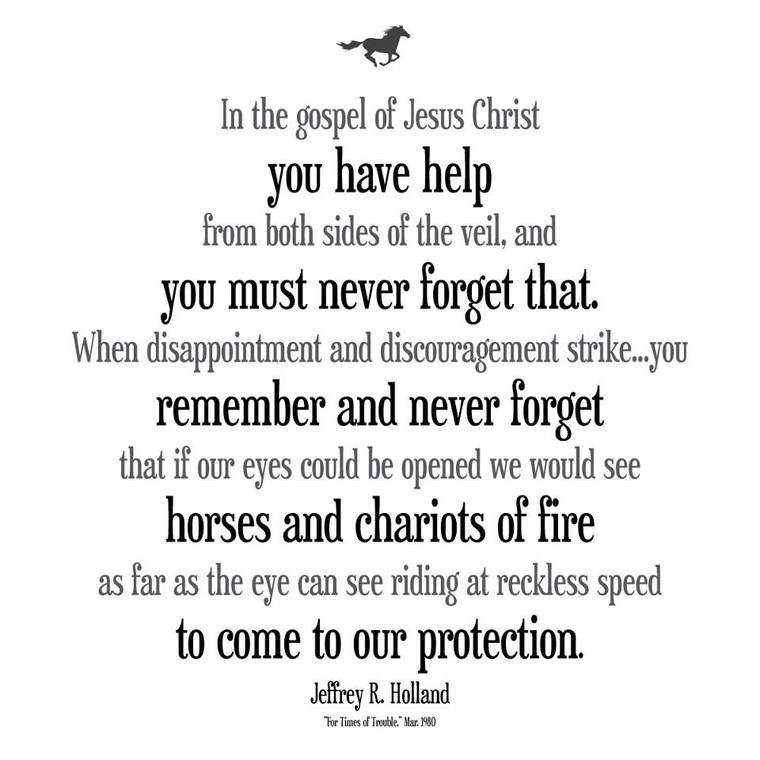 In the gospel of Jesus Christ
you have help
from both sides of the veil, and
you must never forget that.
When disappointment and discouragement strike...you
remember and never forget
that if our eyes could be opened we would see
horses and chariots of fire
as far as the eye can see riding at reckless speed
to come to our protection.
Jeffrey R. Holland
"For Times of Trouble." Mar. 1980